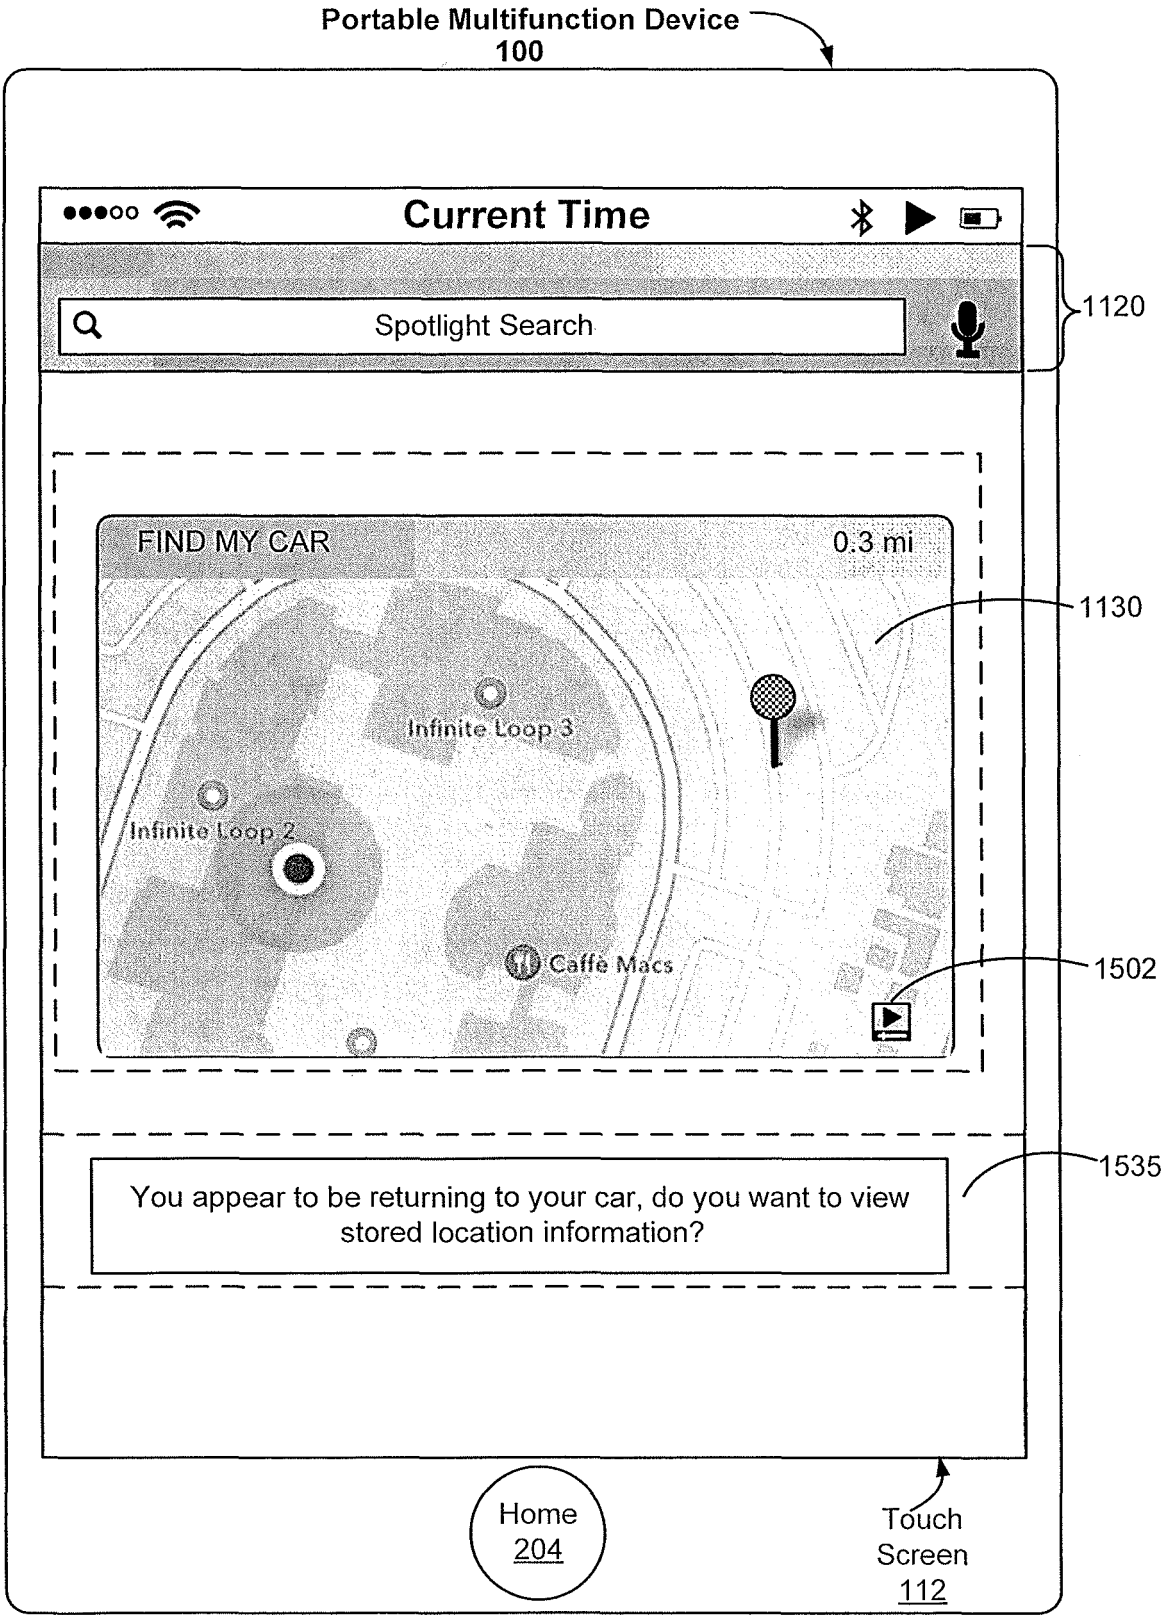 Portable Multifunction Device
100
Current Time
Spotlight Search
1120
FIND MY CAR
0.3 mi
1130
Infinite Loop 3
Infinite Loop 2
Caffè Macs
1502
1535
You appear to be returning to your car, do you want to view
stored location information?
Home
204
Touch
Screen
112